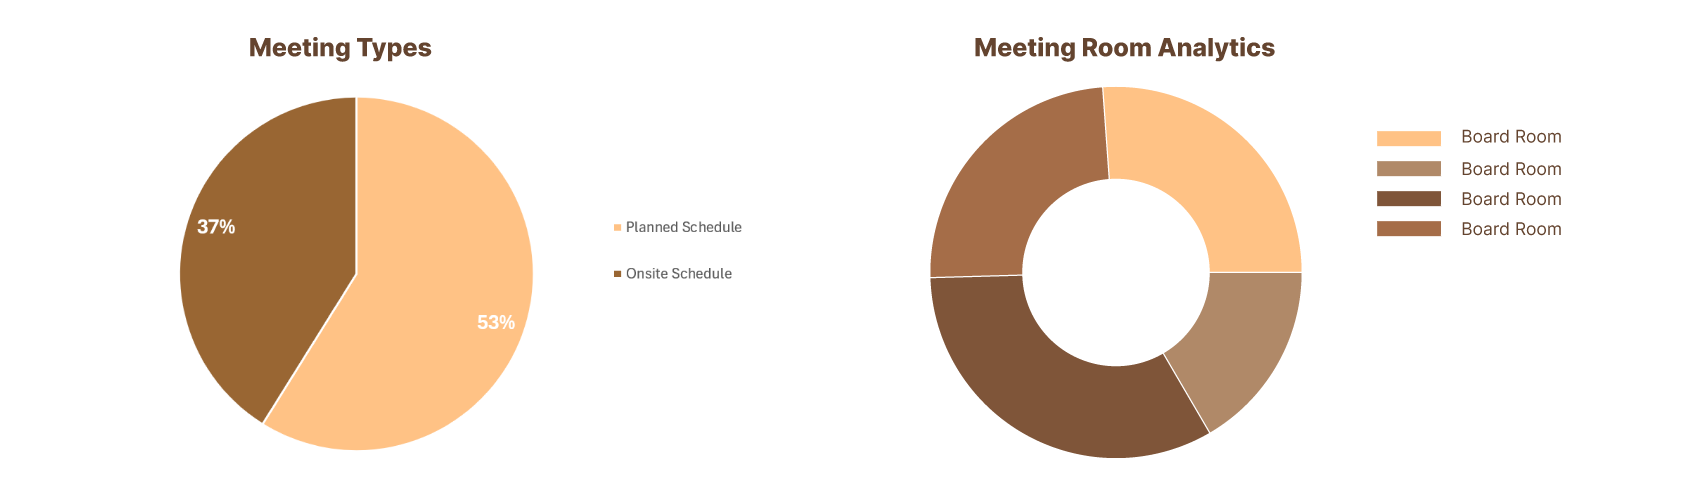 Meeting Types
37%
53%
Planned Schedule
Onsite Schedule
Meeting Room Analytics
Board Room
Board Room
Board Room
Board Room